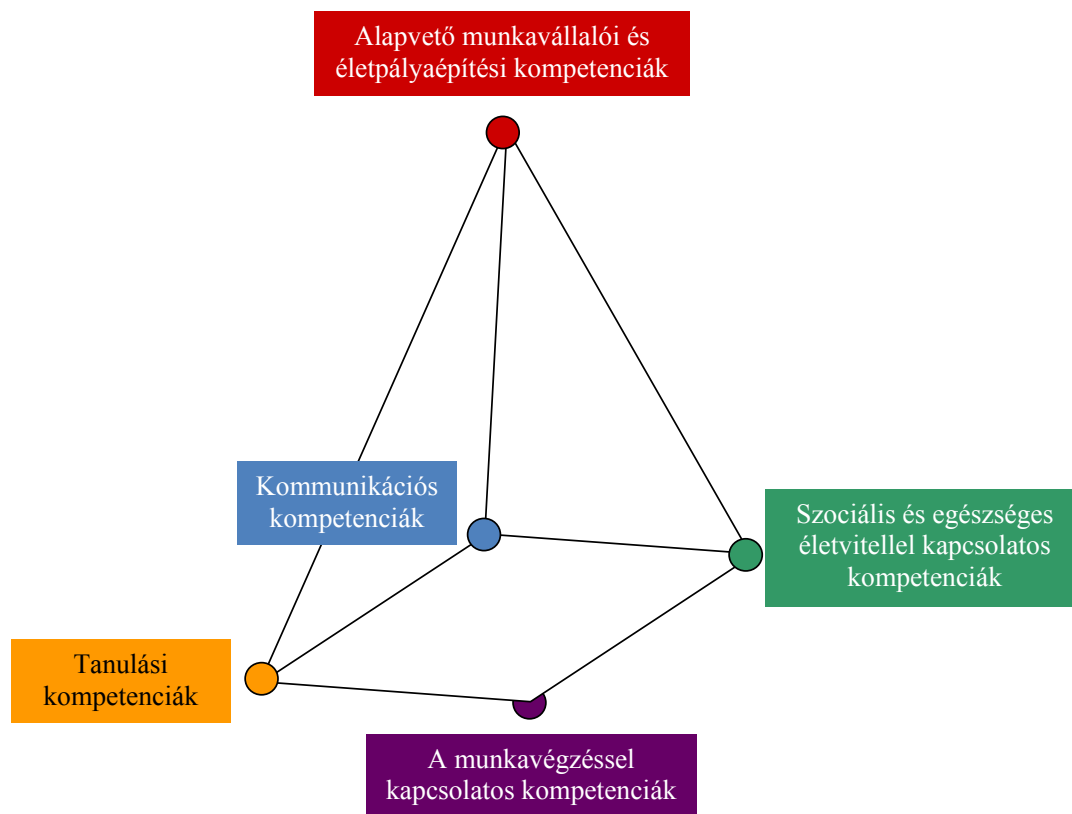 Alapvető munkavállalói és
életpályaépítési kompetenciák
Kommunikációs
kompetenciák
Szociális és egészséges
életvitellel kapcsolatos
kompetenciák
Tanulási
kompetenciák
A munkavégzéssel
kapcsolatos kompetenciák